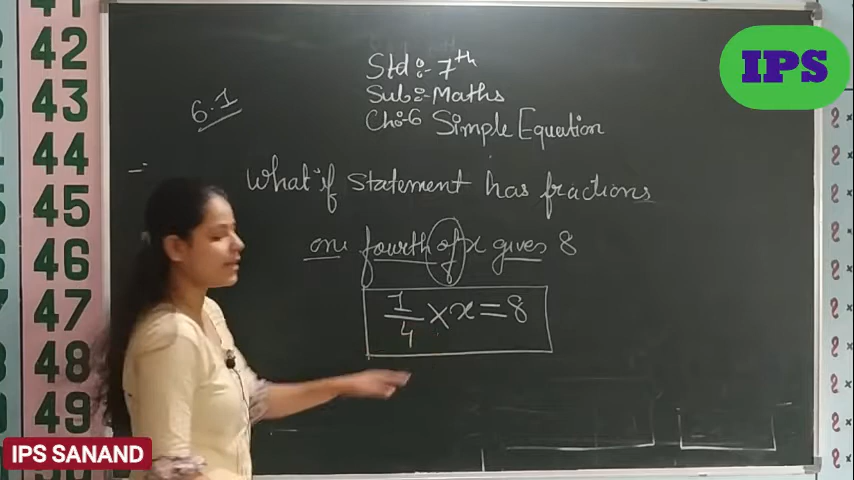 IPS
Std :- 7th
Sub :- Maths
Ch:-6 Simple Equation
6.1
What if statement has fractions
one fourth of x gives 8
1/4 × x = 8
41
42
43
44
45
46
47
48
49
50
IPS SANAND